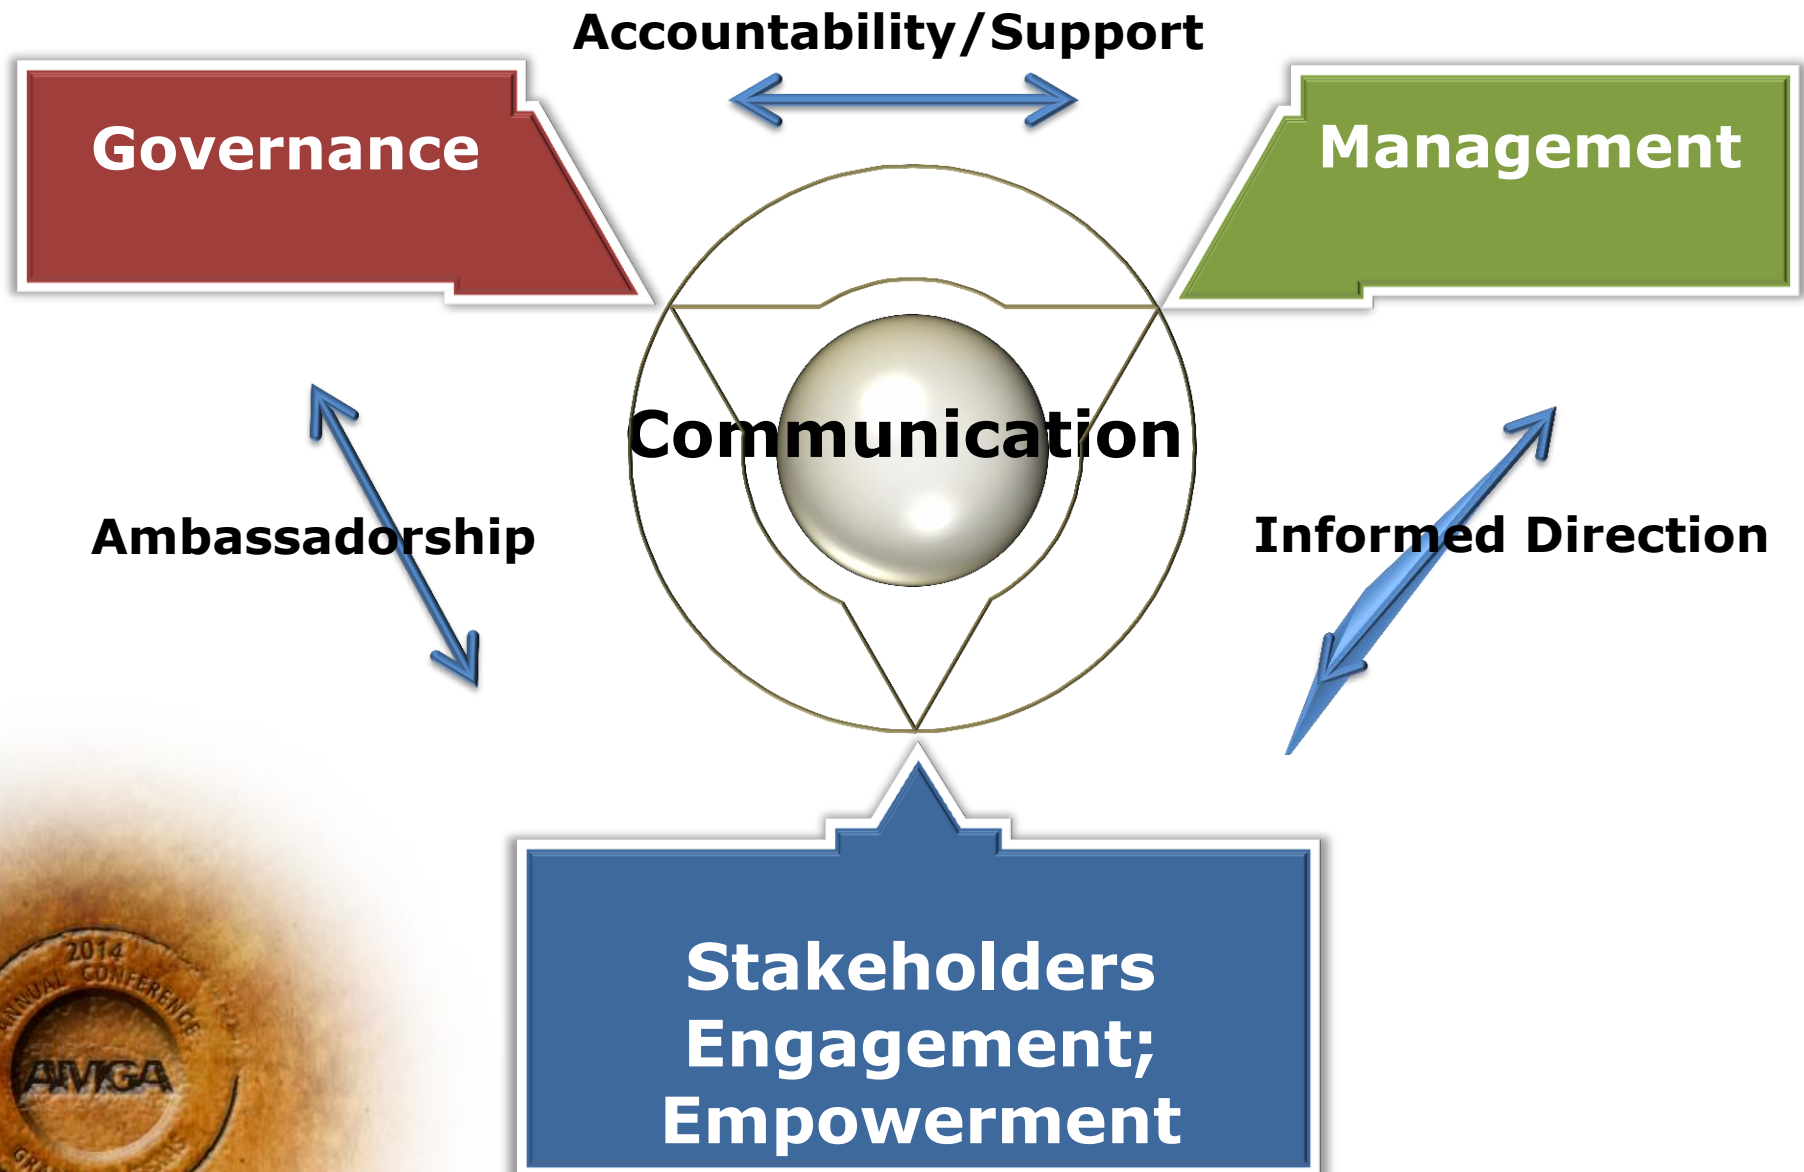 Accountability/Support
Governance
Management
Communication
Ambassadorship
Informed Direction
Stakeholders
Engagement;
Empowerment
2014
ANNUAL CONFERENCE
AMGA